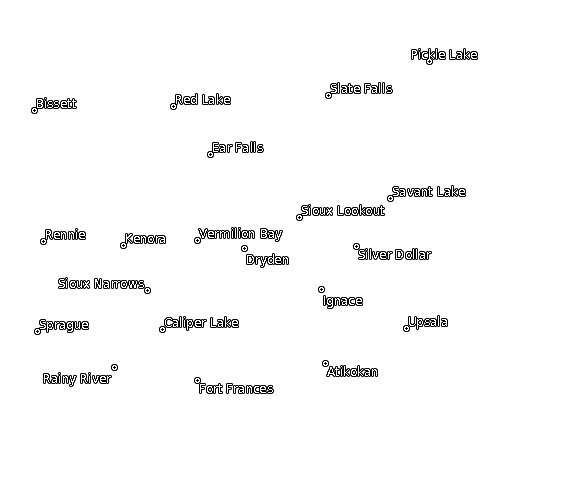 Pickle Lake
Slate Falls
Red Lake
Bissett
Ear Falls
Savant Lake
Sioux Lookout
Vermilion Bay
Rennie
Kenora
Silver Dollar
Dryden
Sioux Narrows
Ignace
Upsala
Caliper Lake
Sprague
Atikokan
Rainy River
Fort Frances